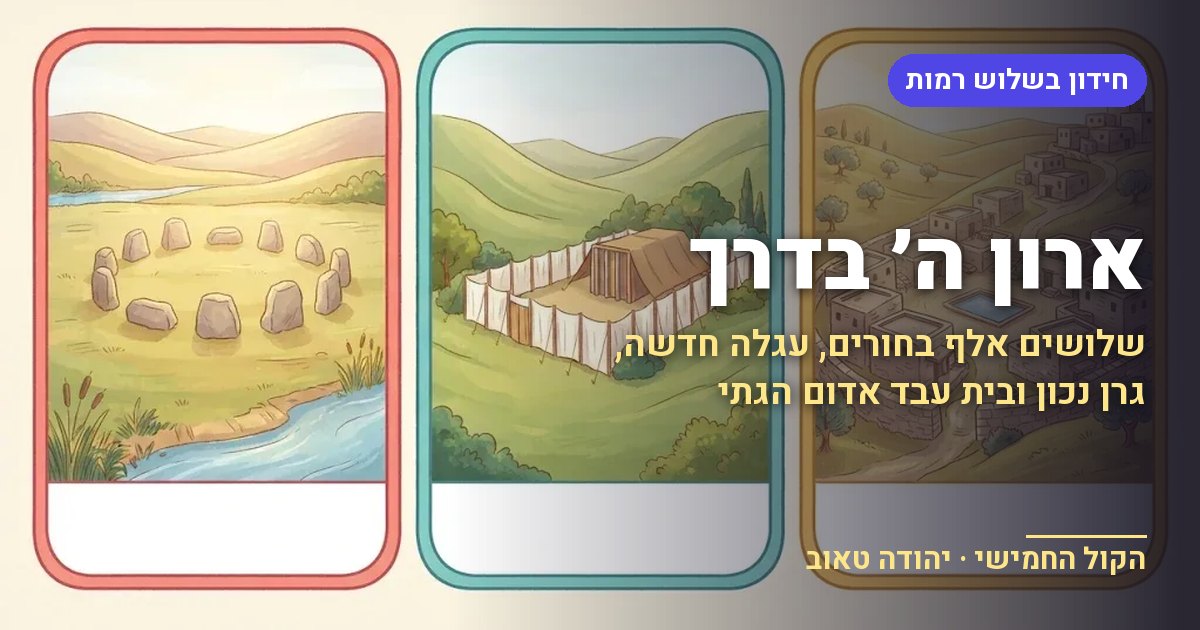 חידון בשלוש רמות
ארון ה׳ בדרך
שלושים אלף בחורים, עגלה חדשה,
גרן נכון ובית עבד אדום הגתי
הקול החמישי · יהודה טאוב